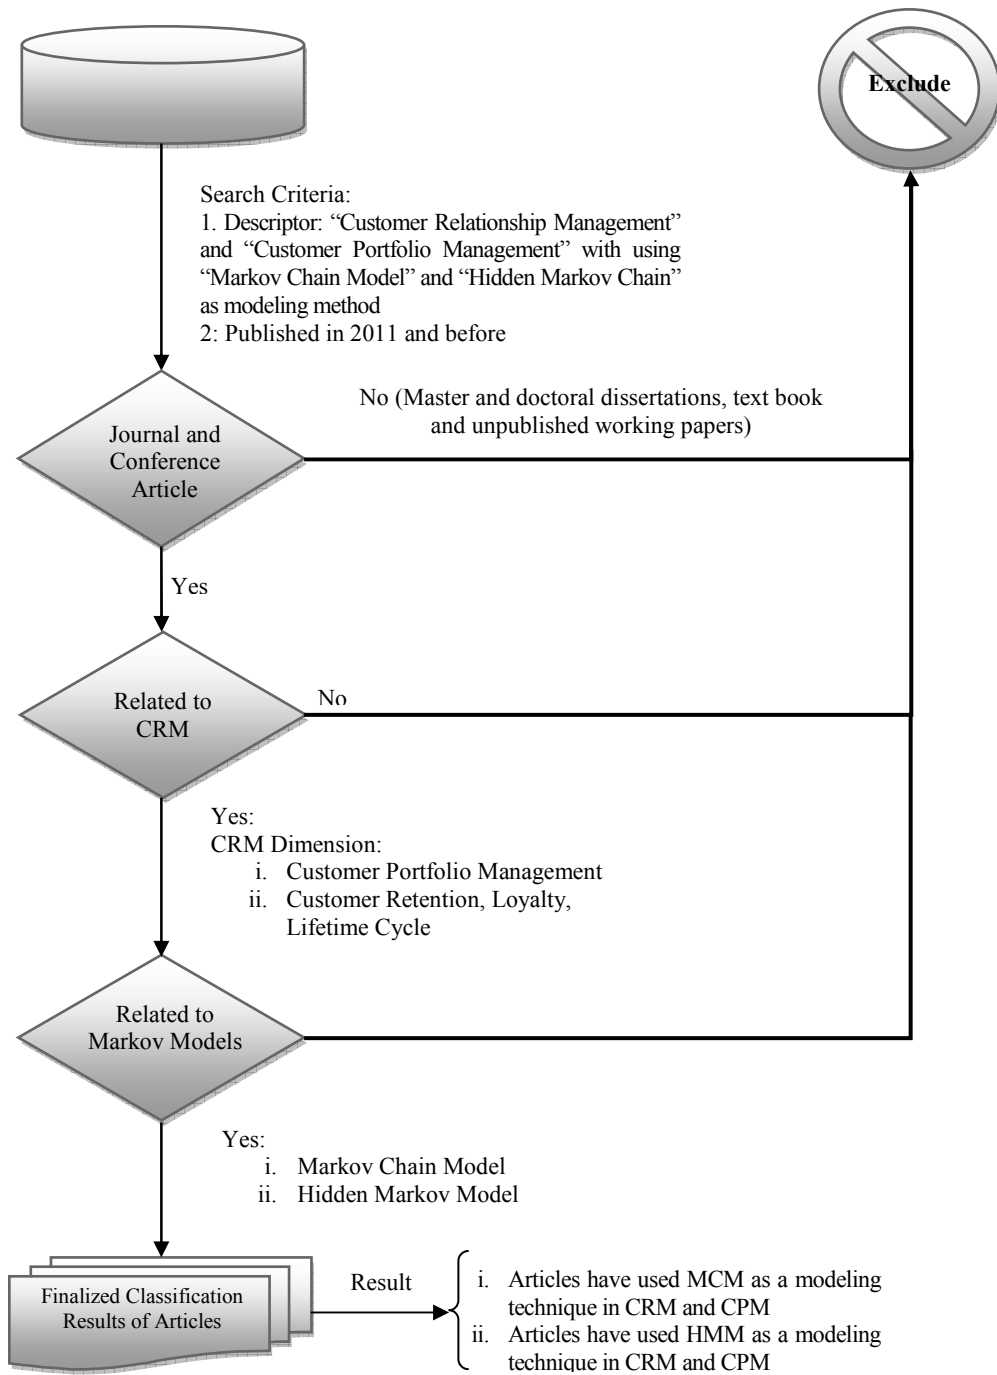 Exclude
Search Criteria:
1. Descriptor: “Customer Relationship Management”
and “Customer Portfolio Management” with using
“Markov Chain Model” and “Hidden Markov Chain”
as modeling method
2: Published in 2011 and before
Journal and
Conference
Article
No (Master and doctoral dissertations, text book
and unpublished working papers)
Yes
Related to
CRM
No
Yes:
CRM Dimension:
i. Customer Portfolio Management
ii. Customer Retention, Loyalty,
Lifetime Cycle
Related to
Markov Models
Yes:
i. Markov Chain Model
ii. Hidden Markov Model
Finalized Classification
Results of Articles
Result
i. Articles have used MCM as a modeling
technique in CRM and CPM
ii. Articles have used HMM as a modeling
technique in CRM and CPM